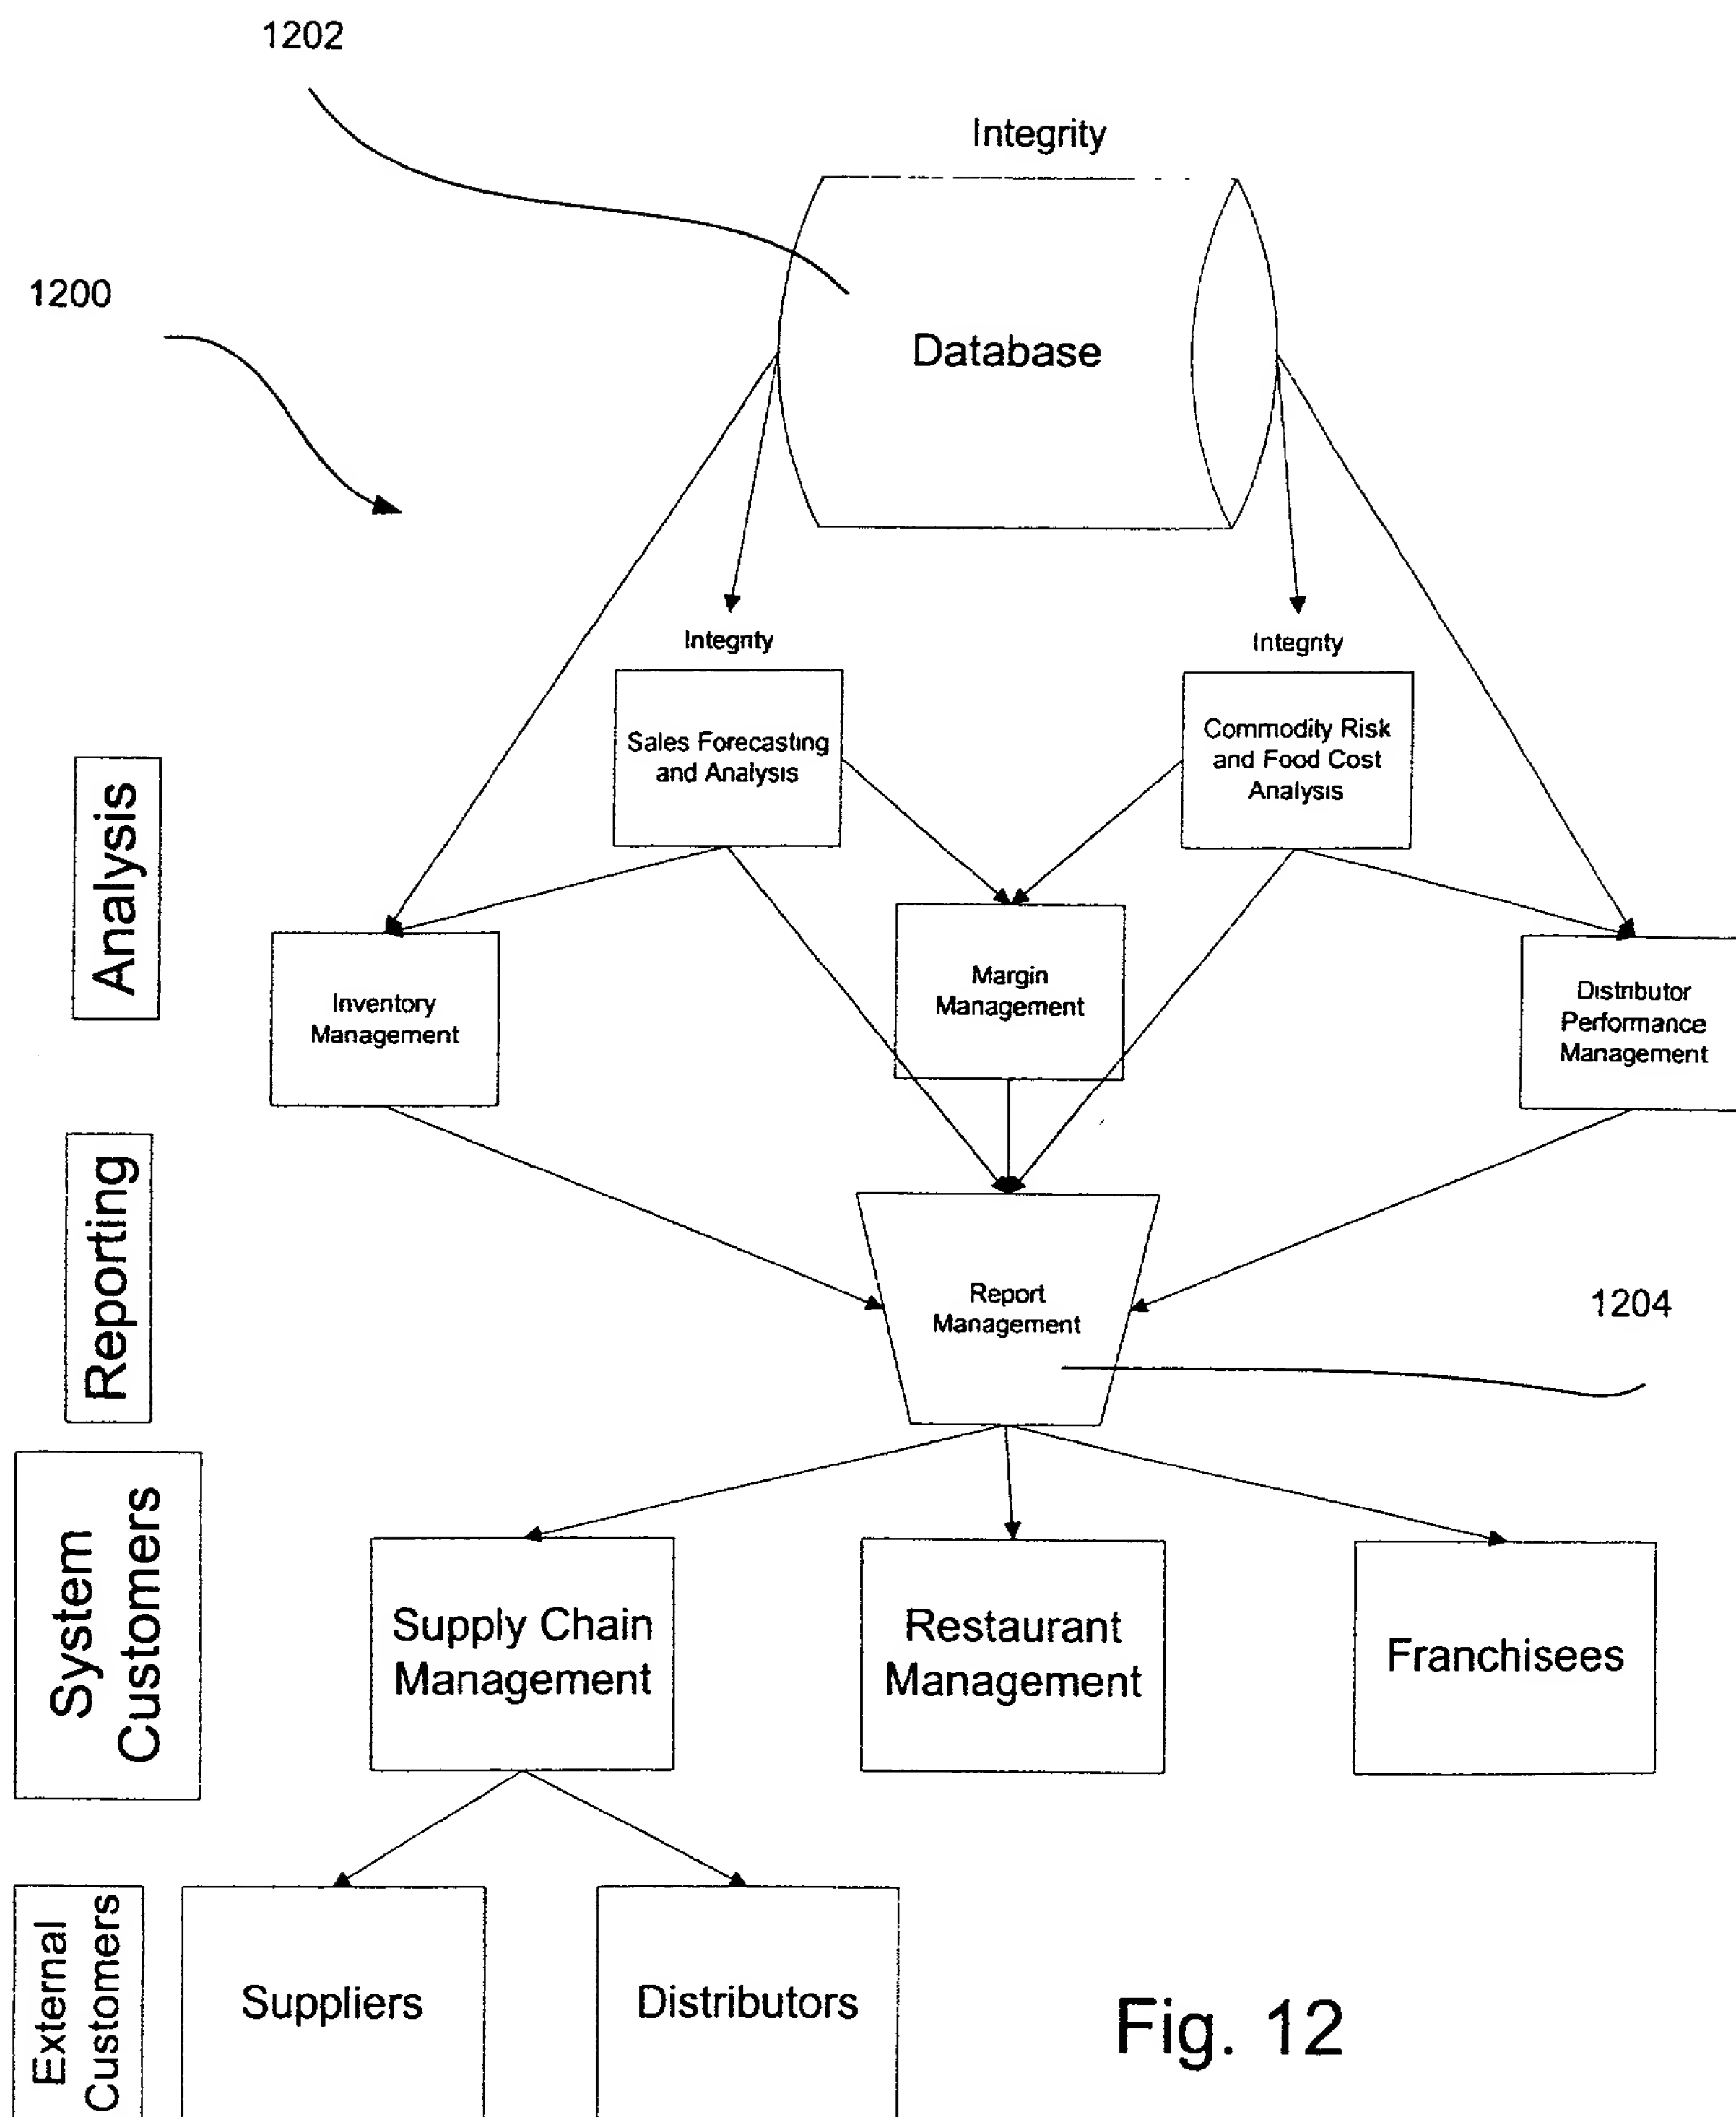 1202
Integrity
1200
Database
Integrity
Integrity
Sales Forecasting
and Analysis
Commodity Risk
and Food Cost
Analysis
Analysis
Inventory
Management
Margin
Management
Distributor
Performance
Management
Reporting
Report
Management
1204
System
Customers
Supply Chain
Management
Restaurant
Management
Franchisees
External
Customers
Suppliers
Distributors
Fig. 12